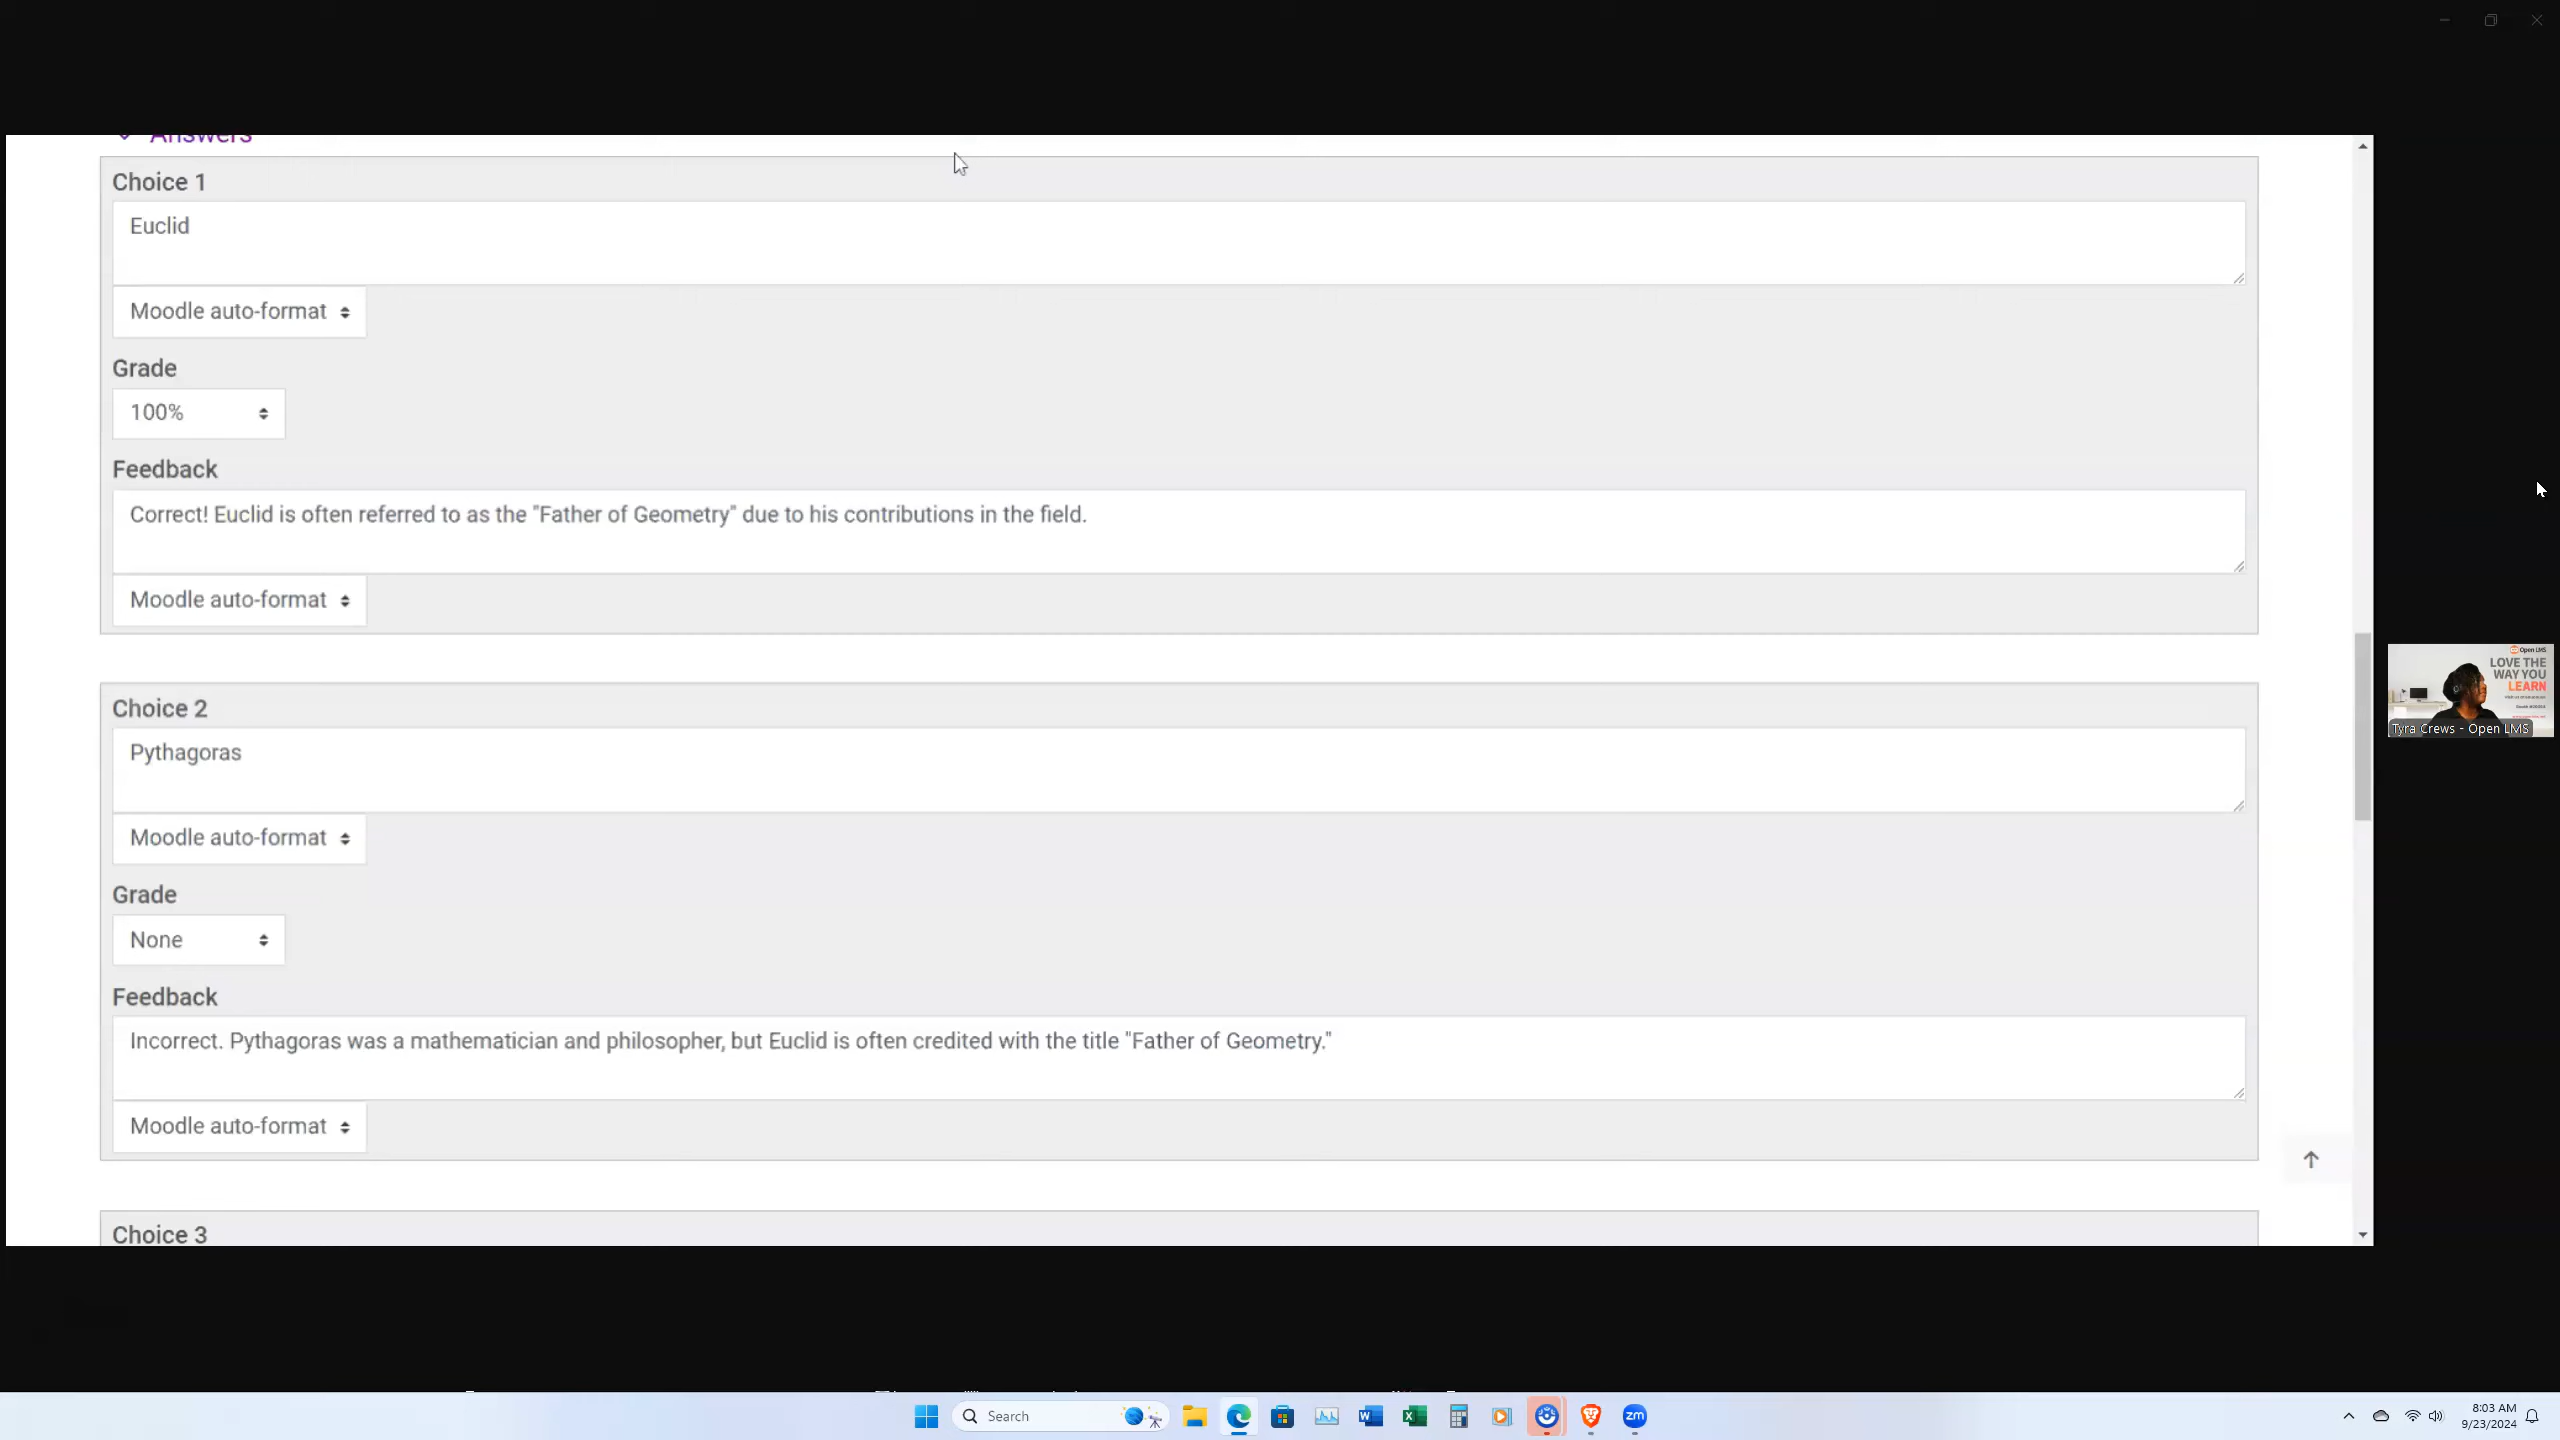 Answers
Choice 1
Euclid
Moodle auto-format
Grade
100%
Feedback
Correct! Euclid is often referred to as the "Father of Geometry" due to his contributions in the field.
Moodle auto-format
Choice 2
Pythagoras
Moodle auto-format
Grade
None
Feedback
Incorrect. Pythagoras was a mathematician and philosopher, but Euclid is often credited with the title "Father of Geometry."
Moodle auto-format
Choice 3
Open LMS
LOVE THE
WAY YOU
LEARN
Tyra Crews - Open LMS
Search
zm
8:03 AM
9/23/2024